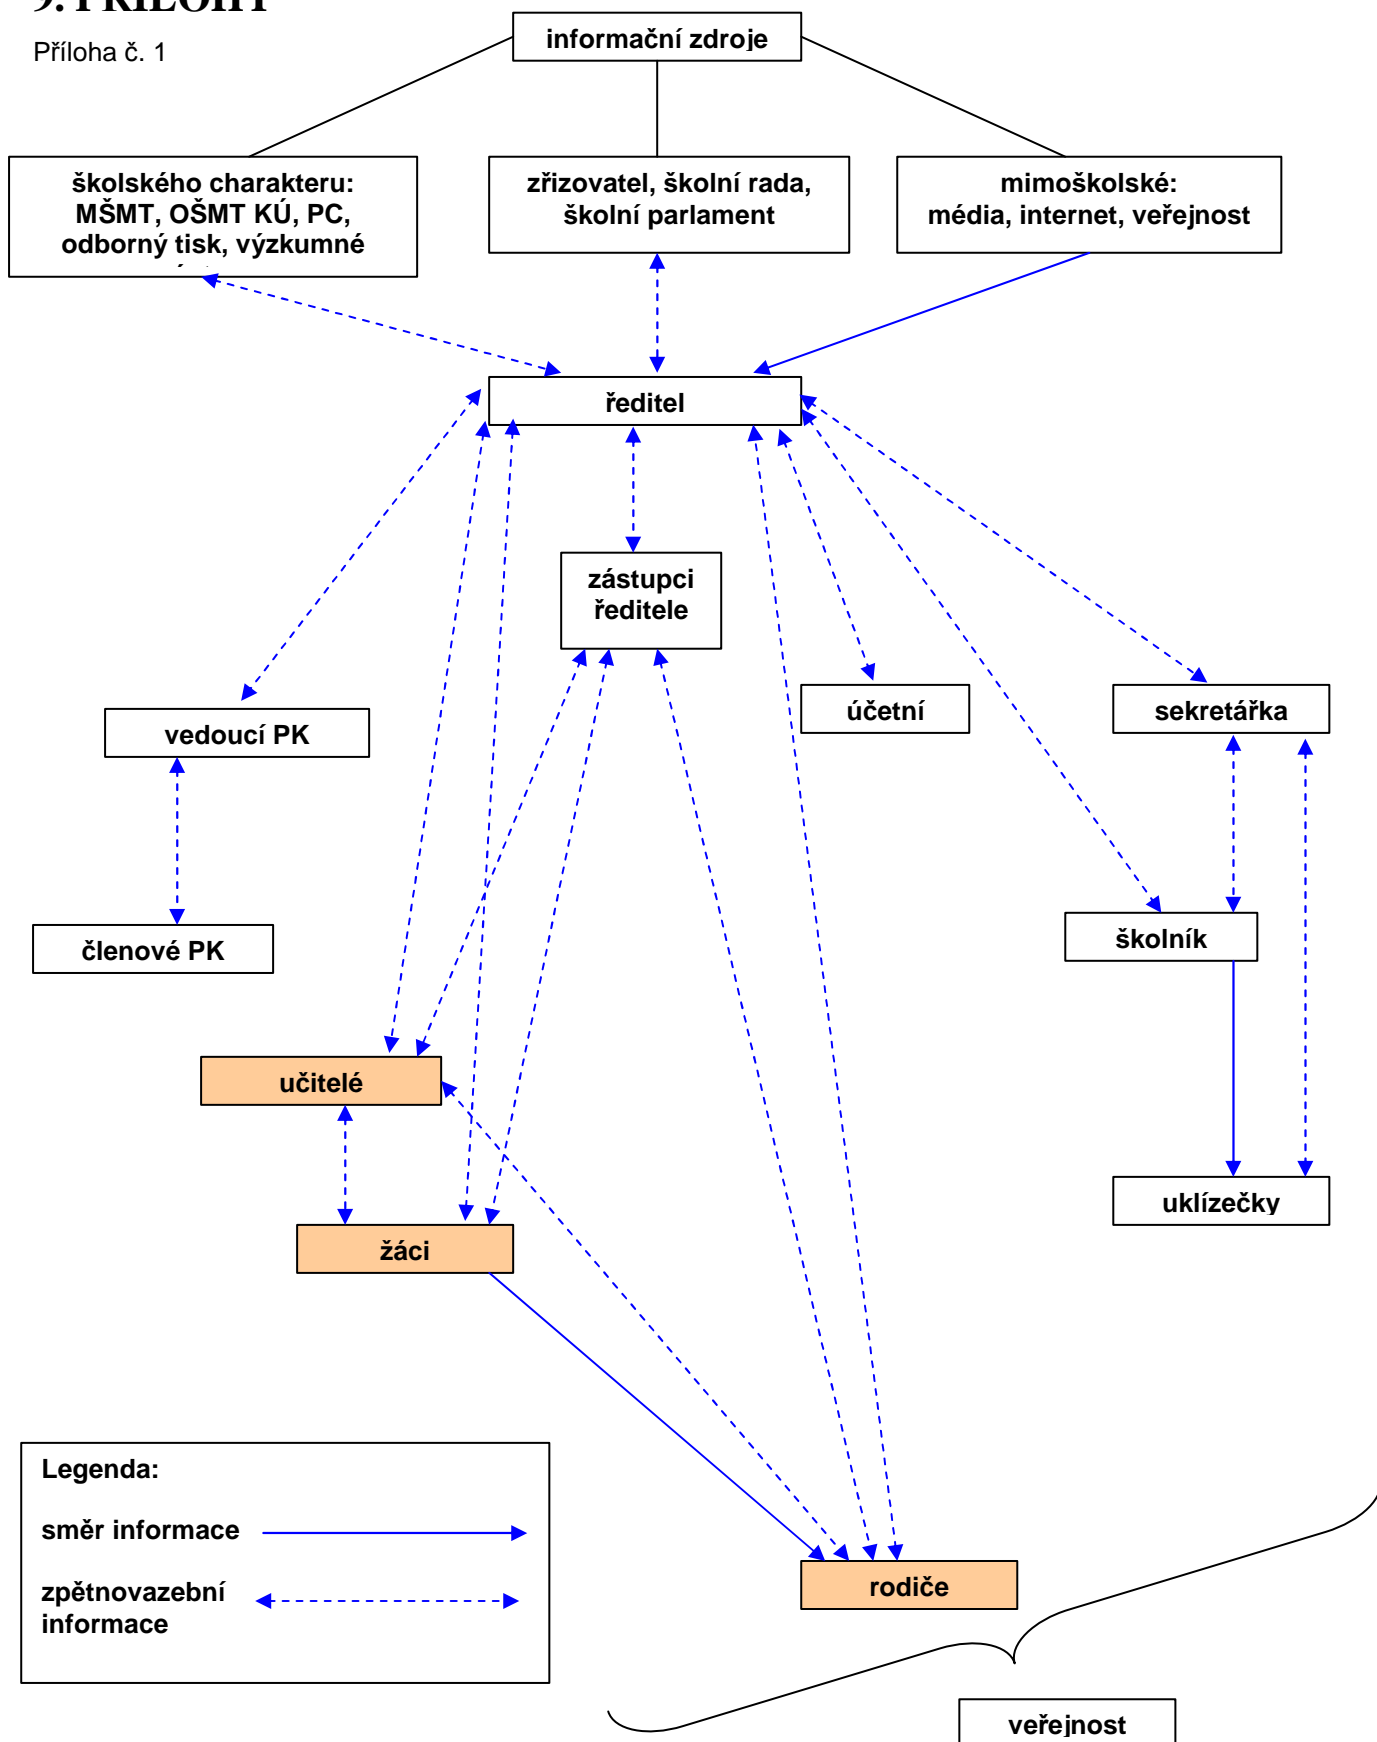 Příloha č. 1
informační zdroje
školského charakteru:
MŠMT, OŠMT KÚ, PC,
odborný tisk, výzkumné
zřizovatel, školní rada,
školní parlament
mimoškolské:
média, internet, veřejnost
ředitel
zástupci
ředitele
vedoucí PK
účetní
sekretářka
členové PK
školník
učitelé
uklízečky
žáci
Legenda:
směr informace
zpětnovazební
informace
rodiče
veřejnost